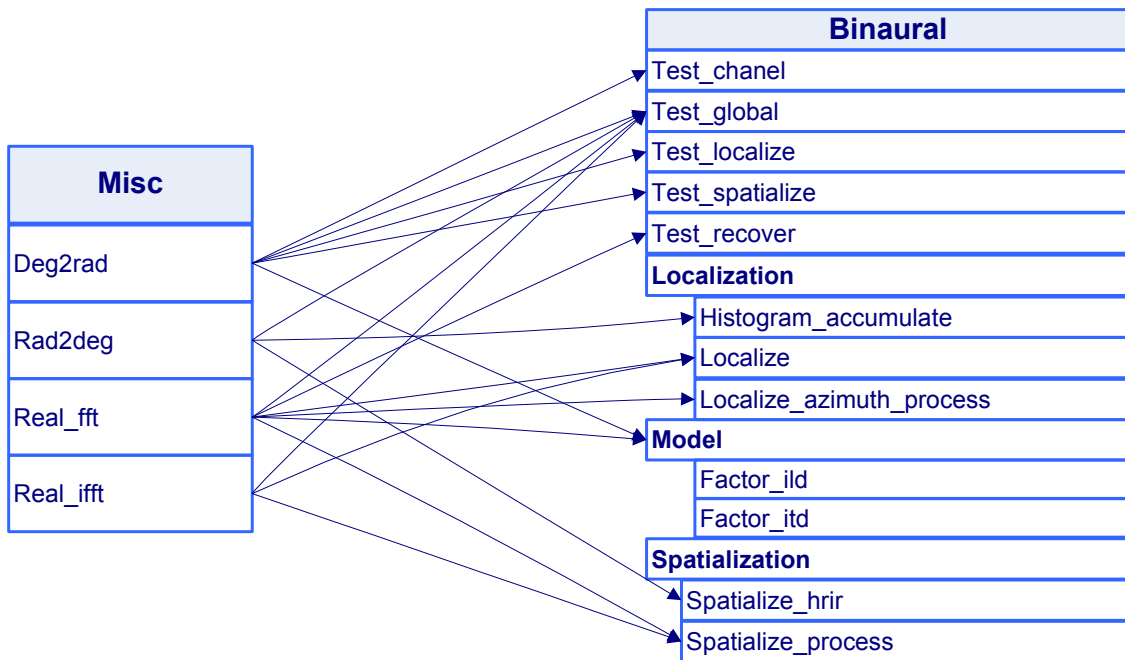 Misc
Deg2rad
Rad2deg
Real_fft
Real_ifft
Binaural
Test_chanel
Test_global
Test_localize
Test_spatialize
Test_recover
Localization
Histogram_accumulate
Localize
Localize_azimuth_process
Model
Factor_ild
Factor_itd
Spatialization
Spatialize_hrir
Spatialize_process